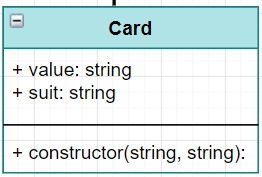 Card
+ value: string
+ suit: string
+ constructor(string, string):